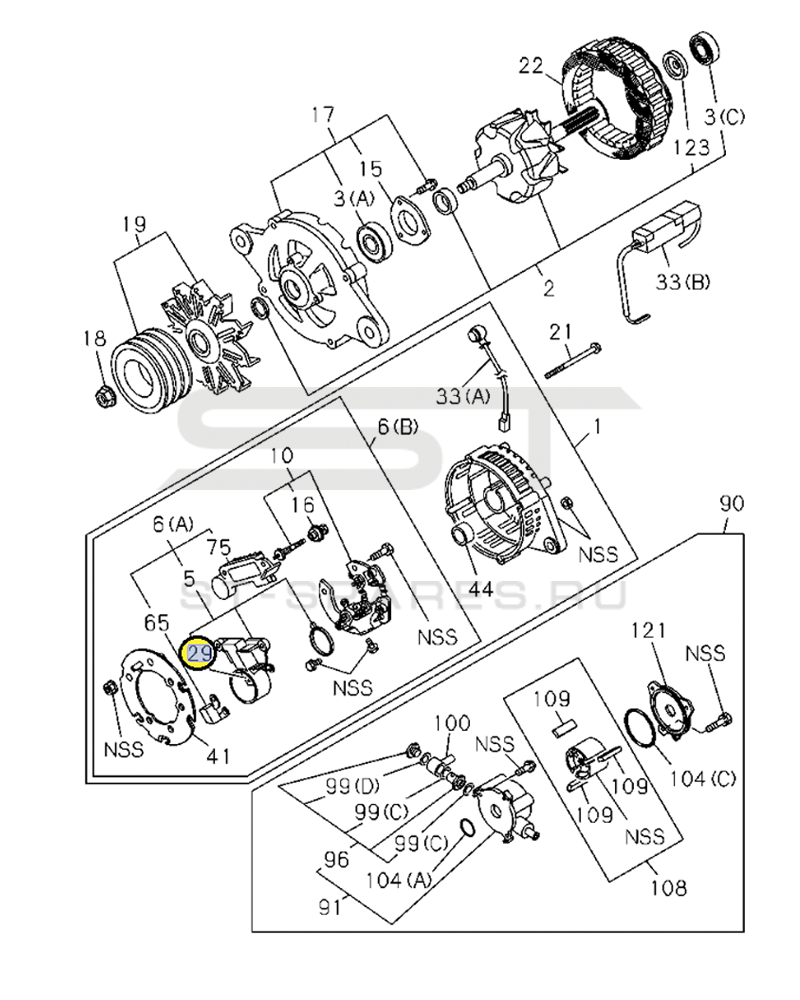 22
17
3(C)
15
123
3(A)
19
33(B)
2
18
21
33(A)
1
6(B)
10
16
90
6(A)
75
NSS
5
44
ST-SPARES.RU
65
121
NSS
NSS
29
NSS
109
NSS
41
100
NSS
104(C)
99(D)
109
99(C)
109
NSS
99(C)
96
104(A)
108
91